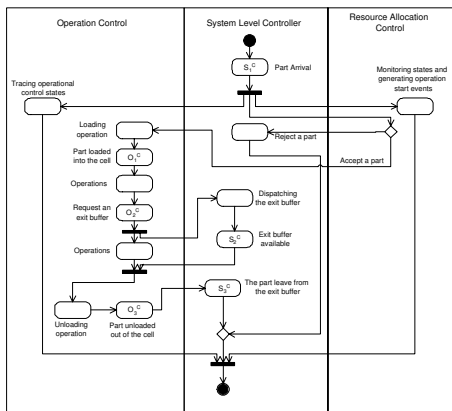 Operation Control
System Level Controller
Resource Allocation
Control
S1C
Part Arrival
Tracing operational
control states
Monitoring states and
generating operation
start events
Loading
operation
Reject a part
Part loaded
into the cell
O1C
Accept a part
Operations
Request an
exit buffer
O2C
Dispatching
the exit buffer
Operations
S2C
Exit buffer
available
S3C
The part leave from
the exit buffer
O3C
Unloading
operation
Part unloaded
out of the cell